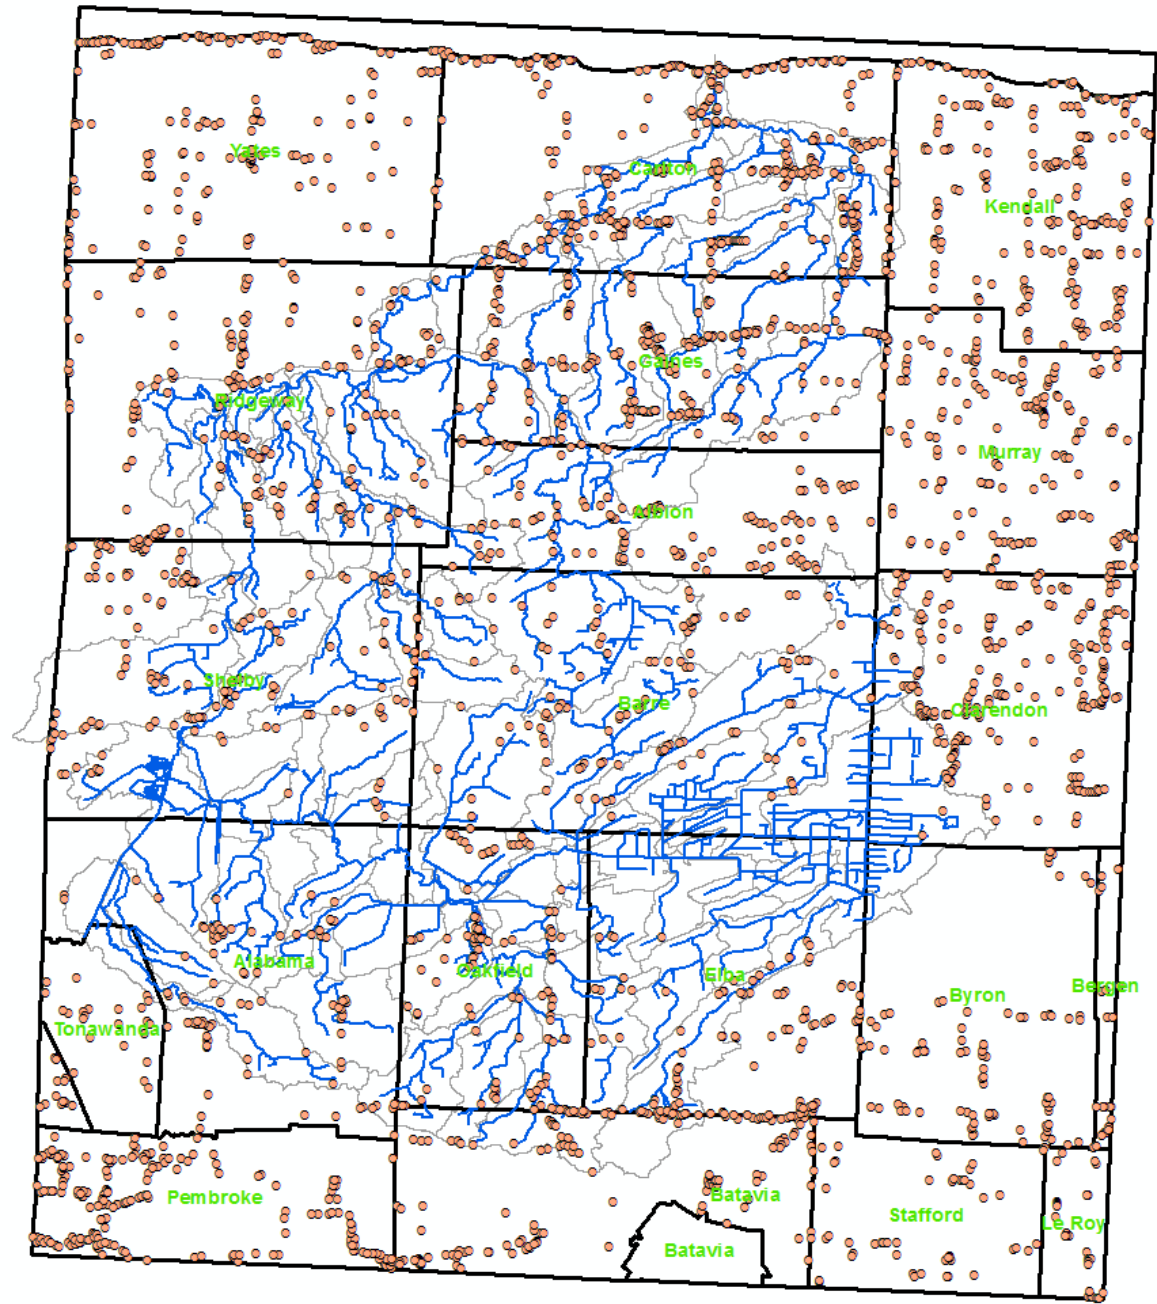 Yates
Carlton
Kendall
Gaines
Ridgeway
Murray
Albion
Shelby
Barre
Clarendon
Alabama
Oakfield
Elba
Byron
Bergen
Tonawanda
Pembroke
Batavia
Stafford
Le Roy
Batavia